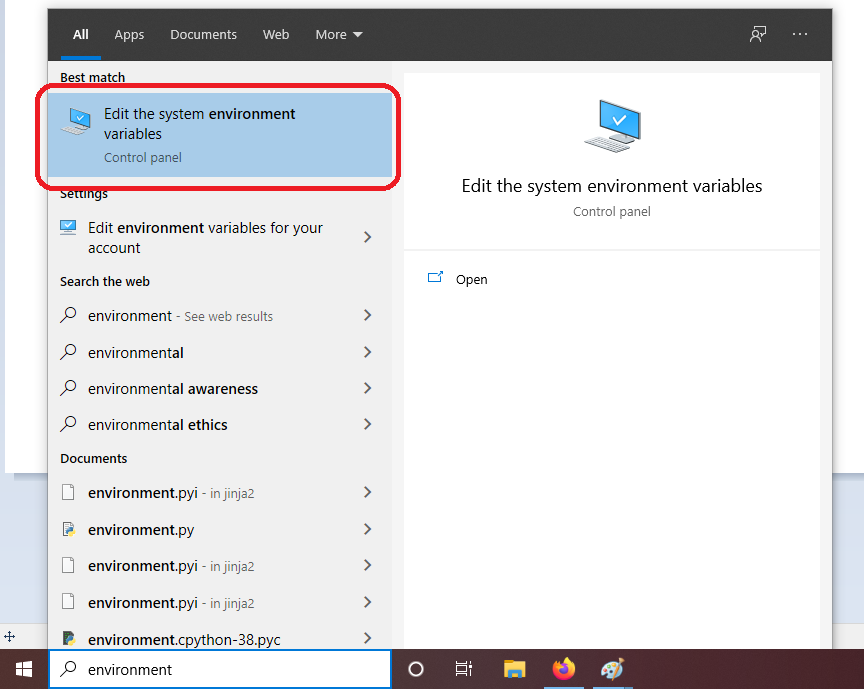 All Apps Documents Web More
Best match
Edit the system environment
variables
Control panel
Settings
Edit environment variables for your
account
Search the web
environment - See web results
environmental
environmental awareness
environmental ethics
Documents
environment.pyi - in jinja2
environment.py
environment.pyi - in jinja2
environment.pyi - in jinja2
environment.cpython-38.pyc
Edit the system environment variables
Control panel
Open
environment